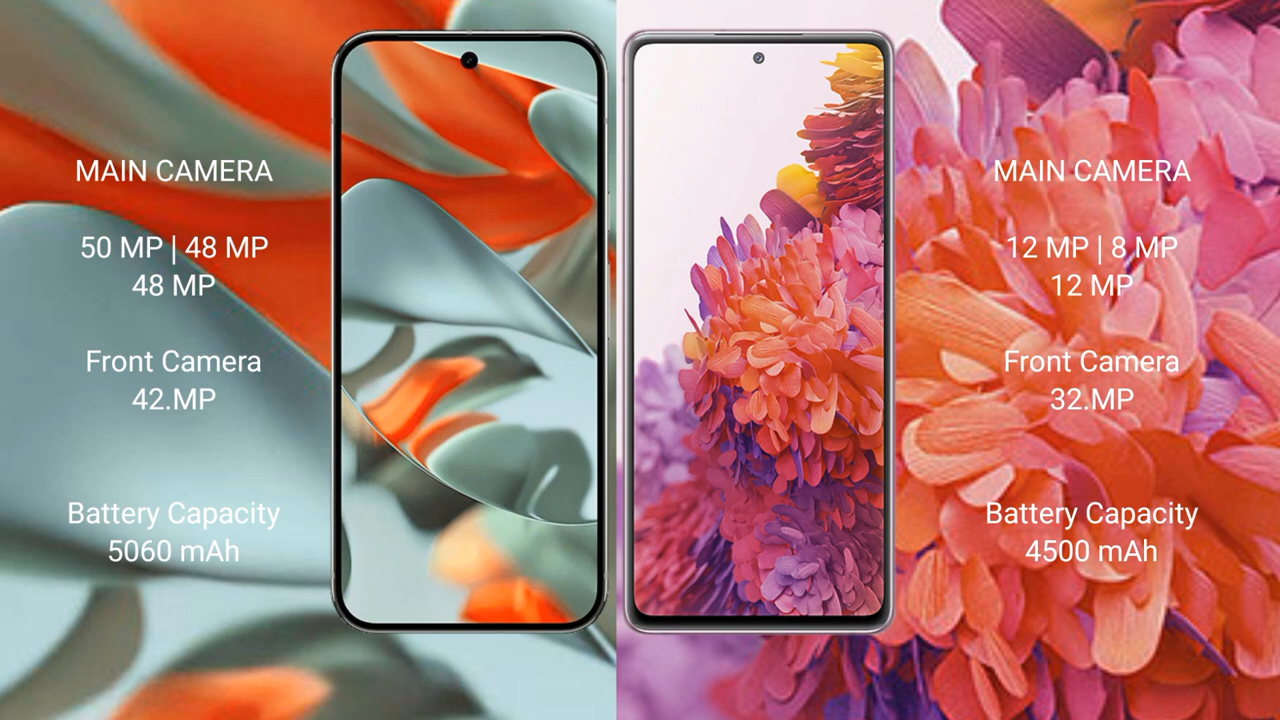 MAIN CAMERA
50 MP | 48 MP
48 MP
Front Camera
42.MP
Battery Capacity
5060 mAh
MAIN CAMERA
12 MP | 8 MP
12 MP
Front Camera
32.MP
Battery Capacity
4500 mAh